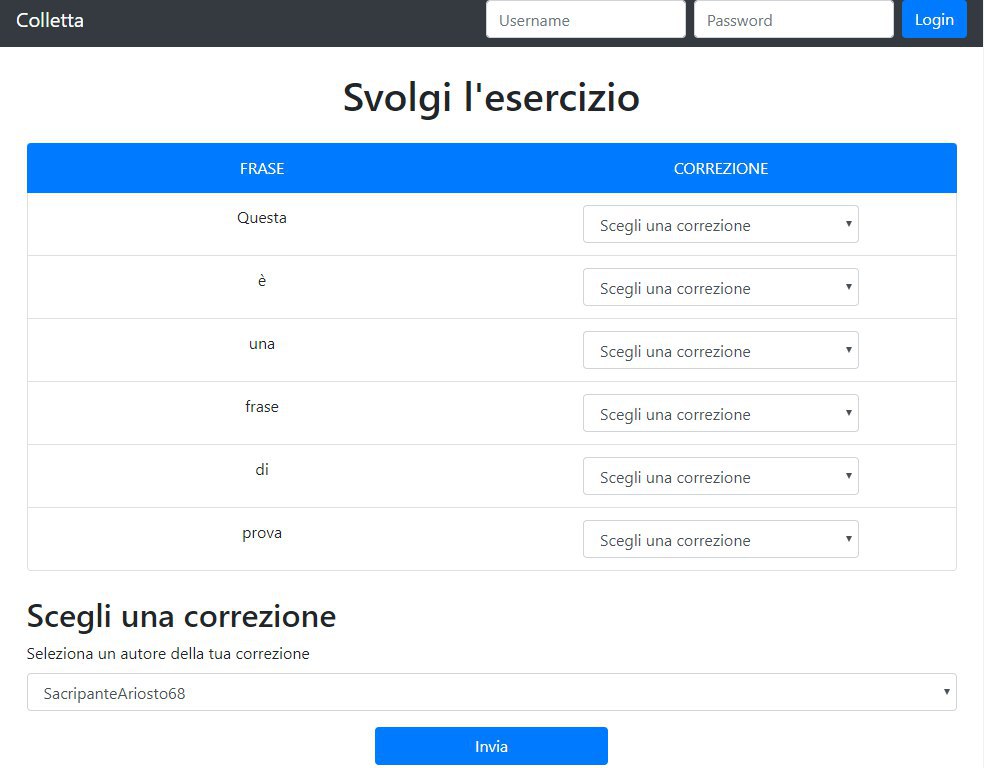 Colletta Username Password Login
Svolgi l'esercizio
FRASE CORREZIONE
Questa Scegli una correzione
è Scegli una correzione
una Scegli una correzione
frase Scegli una correzione
di Scegli una correzione
prova Scegli una correzione
Scegli una correzione
Seleziona un autore della tua correzione
SacripanteAriosto68
Invia